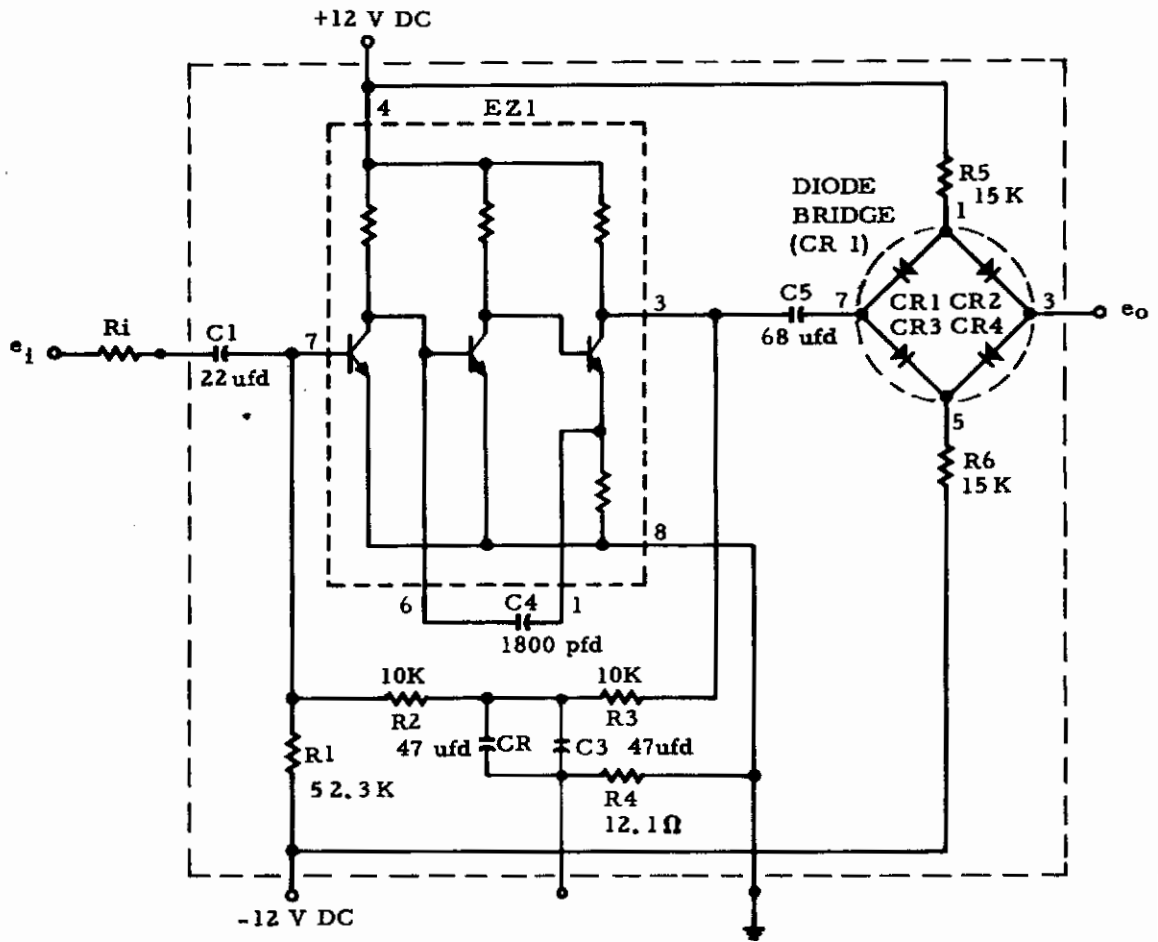 +12 V DC
4
EZ1
R5
15 K
DIODE
BRIDGE
(CR 1)
1
3
C5
7
CR1 CR2
CR3 CR4
3
eo
68 ufd
Ri
C1
7
ei
22 ufd
5
R6
15 K
8
6
C4
1
1800 pfd
10K
10K
R2
R3
47 ufd
CR
C3
47ufd
R1
52.3K
R4
12.1Ω
-12 V DC